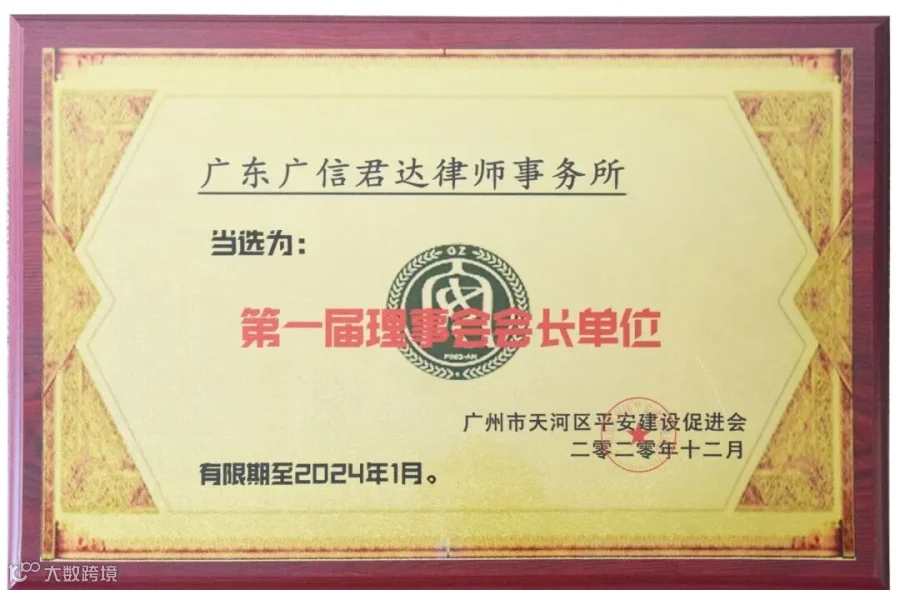 广东广信君达律师事务所
当选为：
GZ
PING-AN
第一届理事会会长单位
广州市天河区平安建设促进会
二零二零年十二月
有限期至2024年1月。
大数跨境